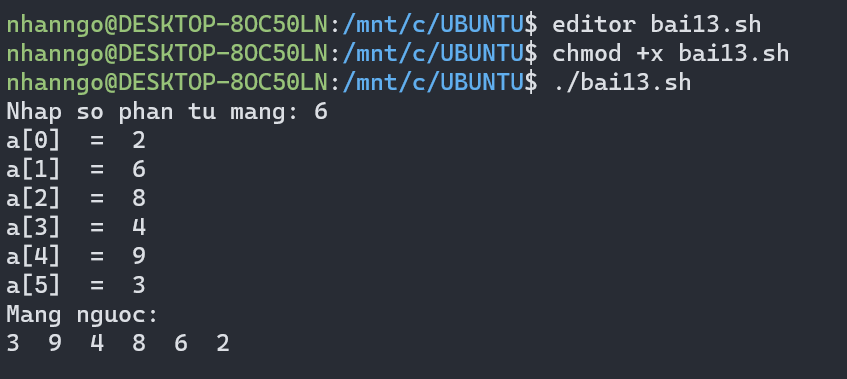 nhanngo@DESKTOP-8OC50LN:/mnt/c/UBUNTU$ editor bai13.sh
nhanngo@DESKTOP-8OC50LN:/mnt/c/UBUNTU$ chmod +x bai13.sh
nhanngo@DESKTOP-8OC50LN:/mnt/c/UBUNTU$ ./bai13.sh
Nhap so phan tu mang: 6
a[0]  =  2
a[1]  =  6
a[2]  =  8
a[3]  =  4
a[4]  =  9
a[5]  =  3
Mang nguoc:
3  9  4  8  6  2